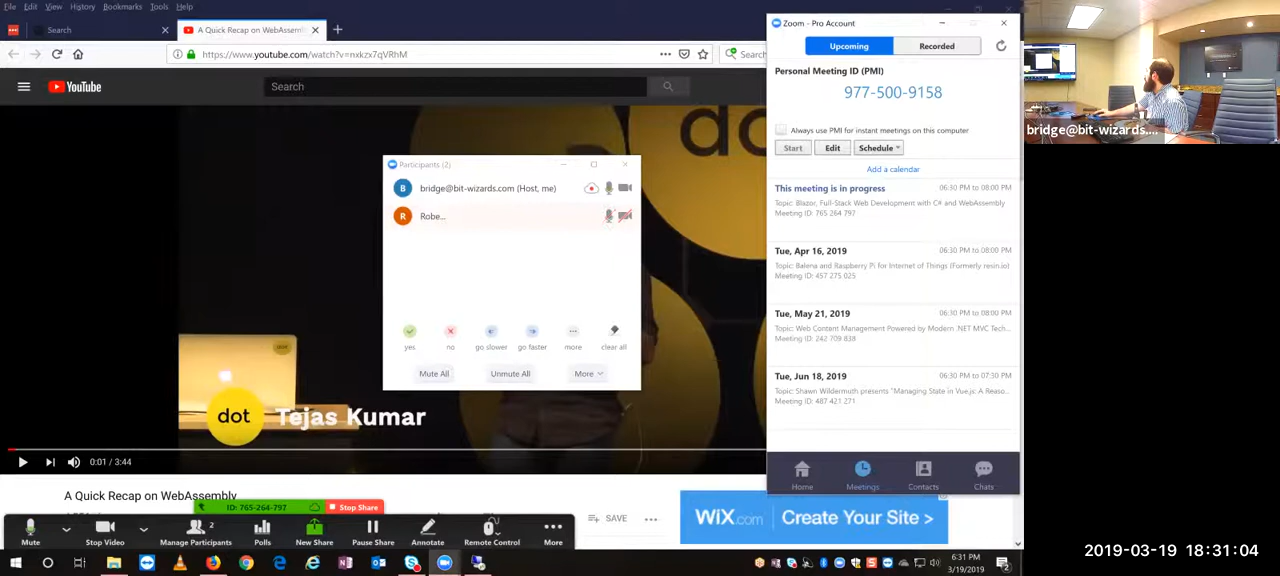 File Edit View History Bookmarks Tools Help
Search
A Quick Recap on WebAssemb
https://www.youtube.com/watch?v=nxkzx7qVRhM
Search
YouTube
Search
dot
dot
Tejas Kumar
0:01 / 3:44
A Quick Recap on WebAssembly
SAVE
WiX.com Create Your Site >
Participants (2)
B bridge@bit-wizards.com (Host, me)
R Robe...
yes no go slower go faster more clear all
Mute All Unmute All More
Zoom - Pro Account
Upcoming Recorded
Personal Meeting ID (PMI)
977-500-9158
Always use PMI for instant meetings on this computer
Start Edit Schedule
Add a calendar
This meeting is in progress 06:30 PM to 08:00 PM
Topic: Blazor, Full-Stack Web Development with C# and WebAssembly
Meeting ID: 765 264 797
Tue, Apr 16, 2019 06:30 PM to 08:00 PM
Topic: Balena and Raspberry Pi for Internet of Things (Formerly resin.io)
Meeting ID: 457 275 025
Tue, May 21, 2019 06:30 PM to 08:00 PM
Topic: Web Content Management Powered by Modern .NET MVC Tech...
Meeting ID: 242 709 838
Tue, Jun 18, 2019 06:30 PM to 07:30 PM
Topic: Shawn Wildermuth presents "Managing State in Vue.js: A Reaso...
Meeting ID: 487 421 271
Home Meetings Contacts Chats
ID: 765-264-797 Stop Share
Mute Stop Video Manage Participants 2 Polls New Share Pause Share Annotate Remote Control More
6:31 PM
3/19/2019
bridge@bit-wizards....
2019-03-19 18:31:04